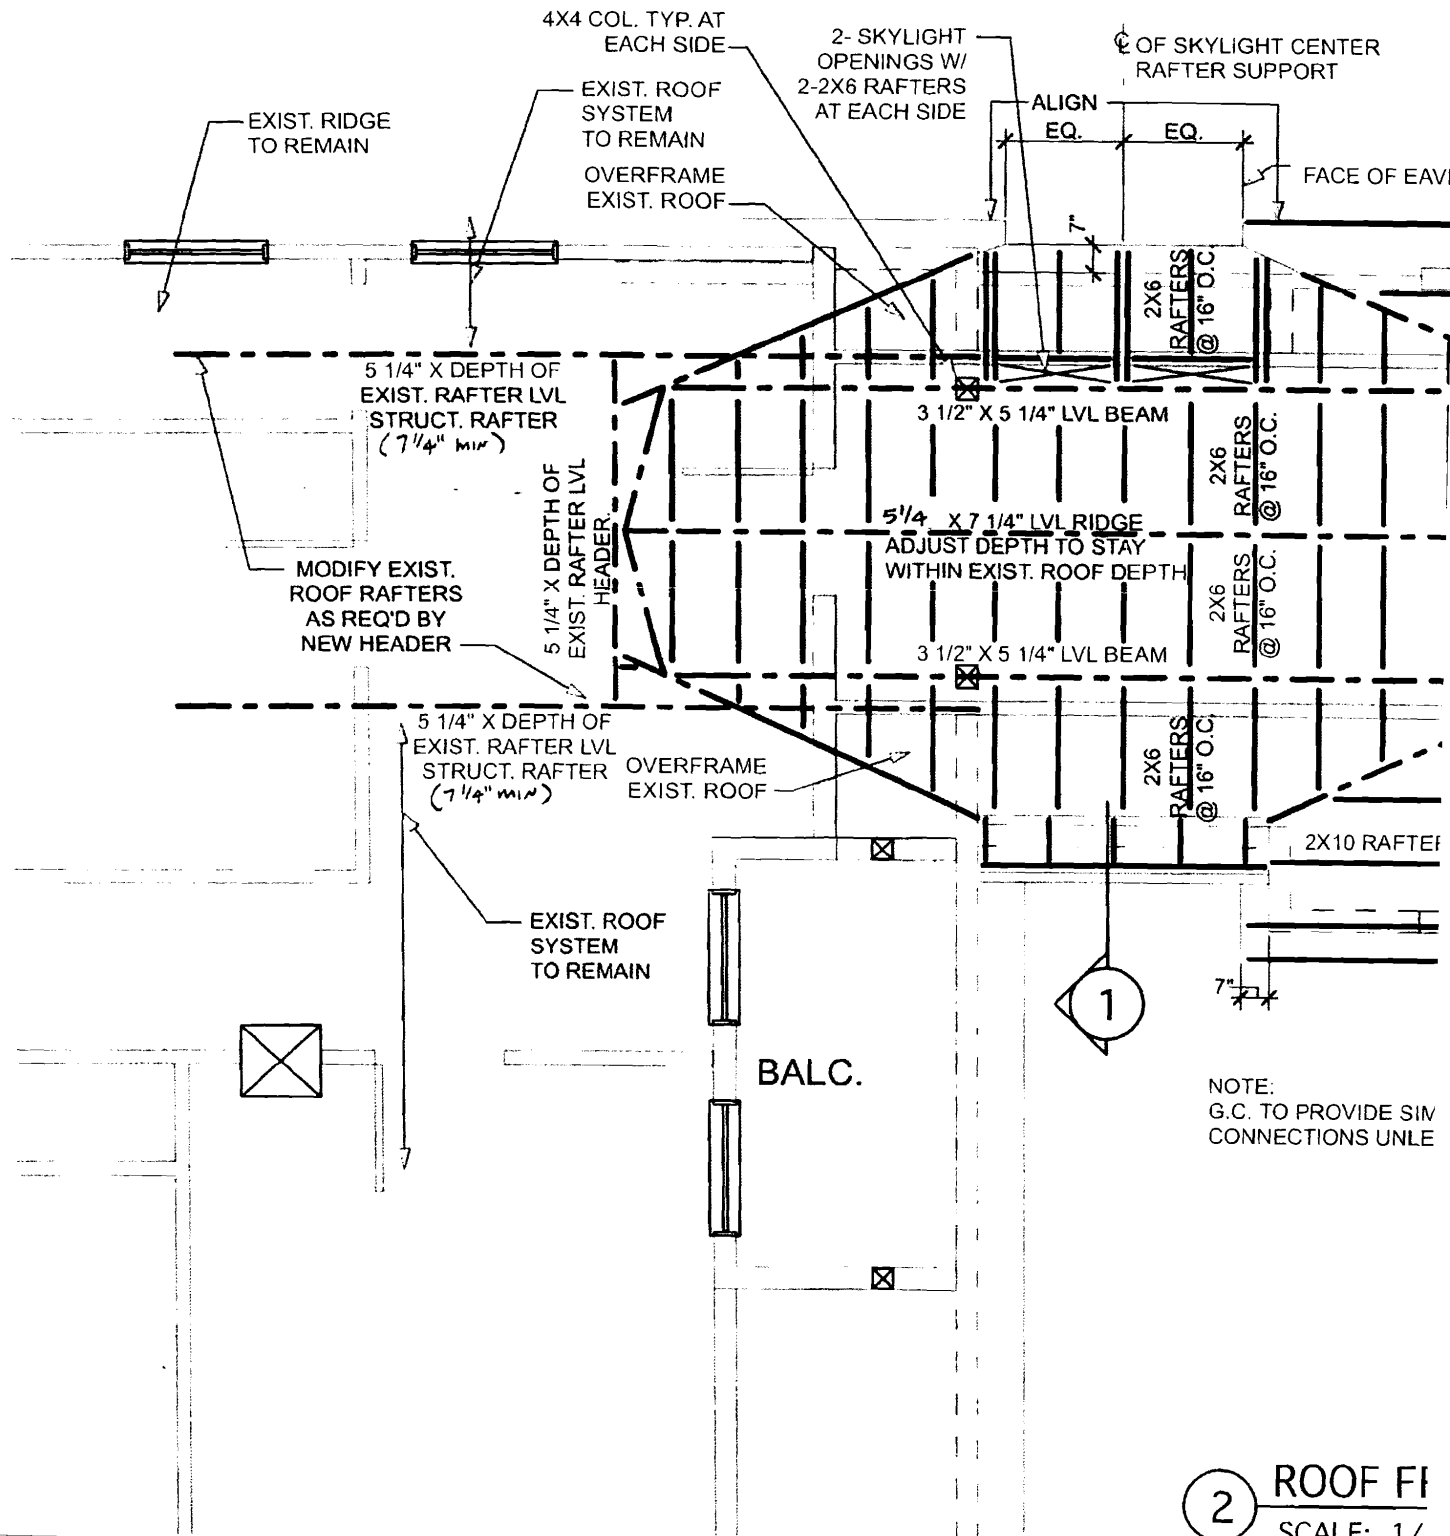 4X4 COL. TYP. AT
EACH SIDE
2- SKYLIGHT
OPENINGS W/
2-2X6 RAFTERS
AT EACH SIDE
℄ OF SKYLIGHT CENTER
RAFTER SUPPORT
EXIST. RIDGE
TO REMAIN
EXIST. ROOF
SYSTEM
TO REMAIN
ALIGN
EQ.
EQ.
OVERFRAME
EXIST. ROOF
FACE OF EAV
7"
2X6
RAFTERS
@ 16" O.C.
5 1/4" X DEPTH OF
EXIST. RAFTER LVL
STRUCT. RAFTER
(7 1/4" MIN)
3 1/2" X 5 1/4" LVL BEAM
2X6
RAFTERS
@ 16" O.C.
5 1/4" X DEPTH OF
EXIST. RAFTER LVL
HEADER.
5 1/4 X 7 1/4" LVL RIDGE
ADJUST DEPTH TO STAY
WITHIN EXIST. ROOF DEPTH
MODIFY EXIST.
ROOF RAFTERS
AS REQ'D BY
NEW HEADER
2X6
RAFTERS
@ 16" O.C.
3 1/2" X 5 1/4" LVL BEAM
5 1/4" X DEPTH OF
EXIST. RAFTER LVL
STRUCT. RAFTER
(7 1/4" MIN)
OVERFRAME
EXIST. ROOF
2X6
RAFTERS
@ 16" O.C.
2X10 RAFTER
EXIST. ROOF
SYSTEM
TO REMAIN
7"
1
BALC.
NOTE:
G.C. TO PROVIDE SIM
CONNECTIONS UNLE
2
ROOF F
SCALE: 1/